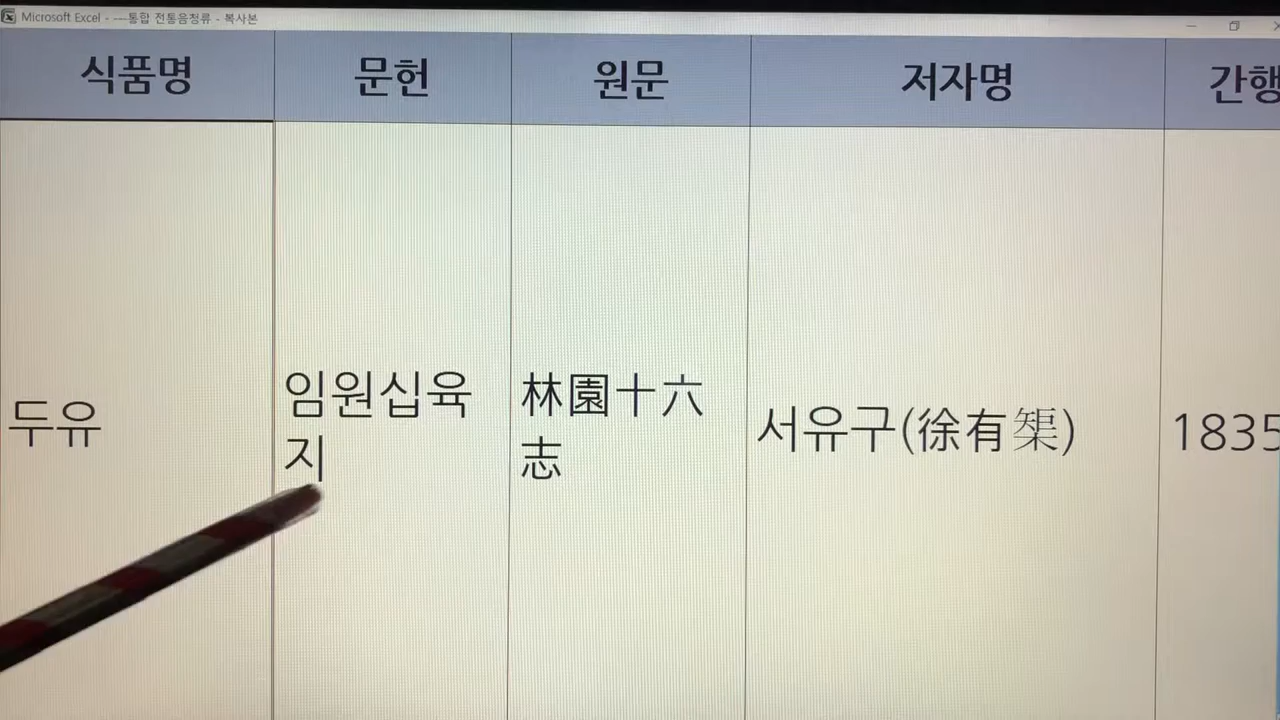 Microsoft Excel - ---통합 전통음청류 - 복사본
식품명 문헌 원문 저자명 간행
두유 임원십육지 林園十六志 서유구(徐有榘) 1835